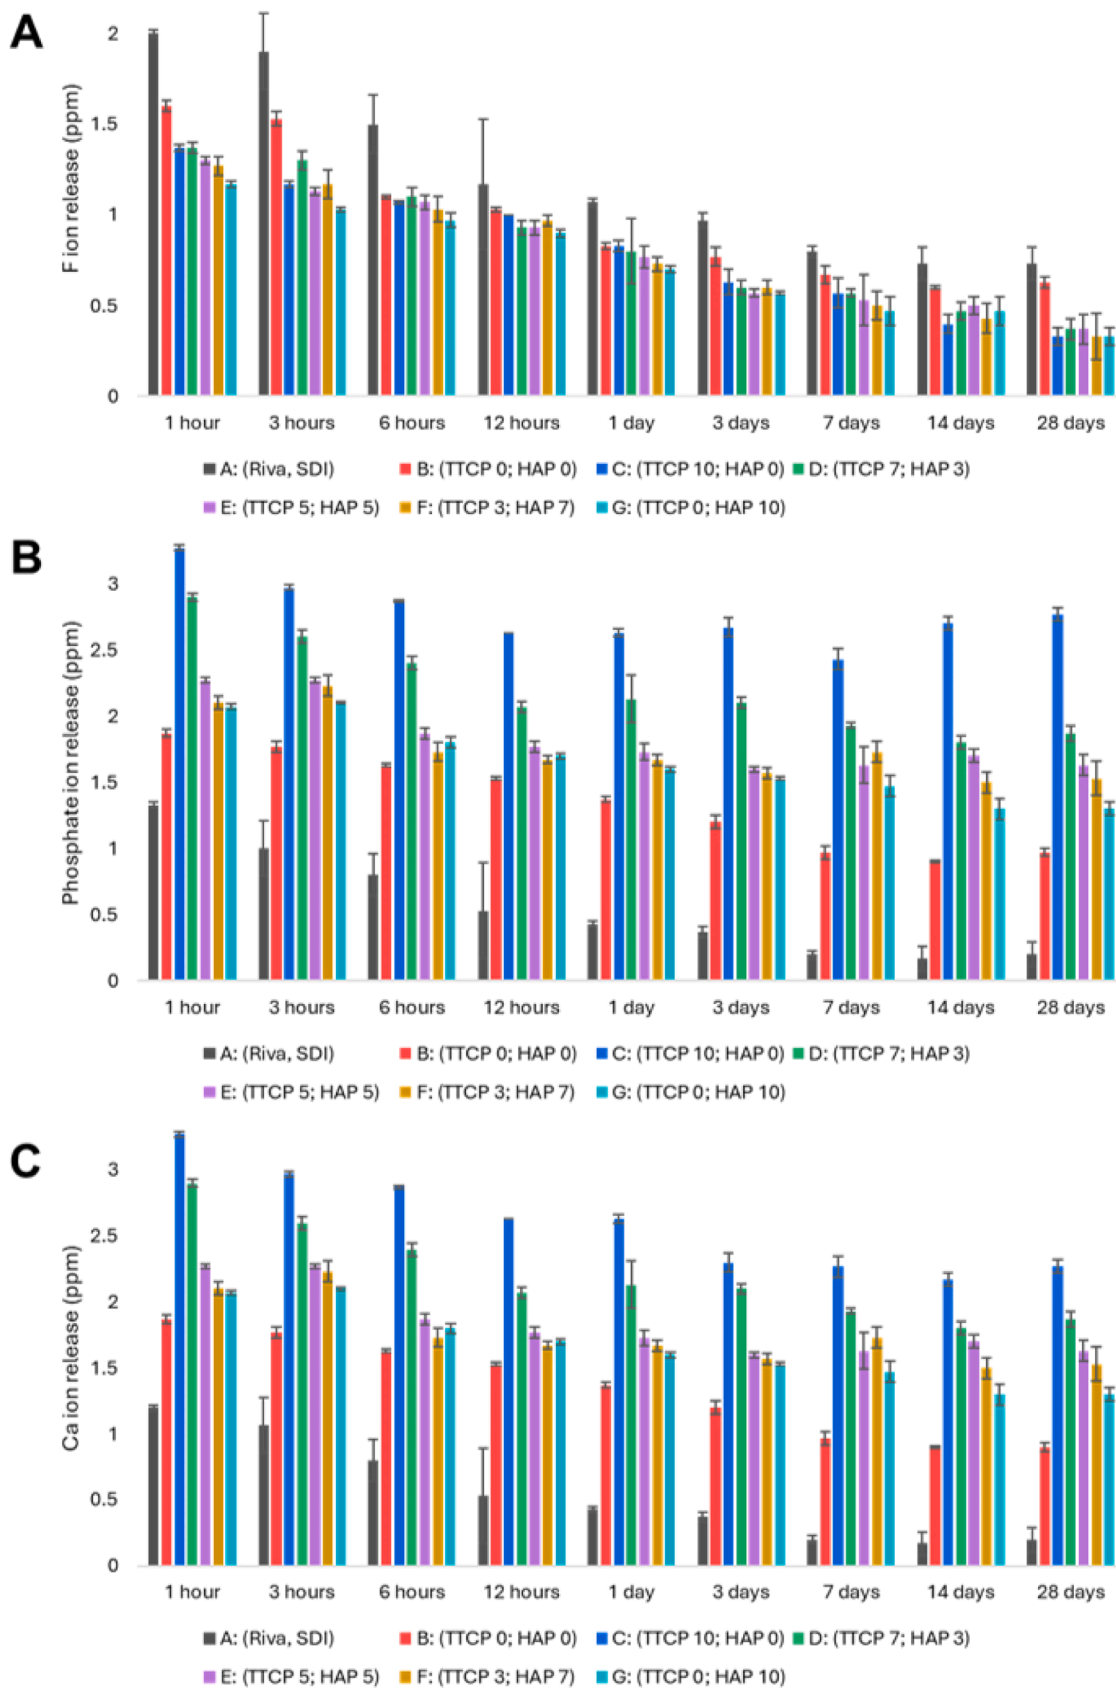 A
F ion release (ppm)
2
1.5
1
0.5
0
1 hour 3 hours 6 hours 12 hours 1 day 3 days 7 days 14 days 28 days
A: (Riva, SDI) B: (TTCP 0; HAP 0) C: (TTCP 10; HAP 0) D: (TTCP 7; HAP 3)
E: (TTCP 5; HAP 5) F: (TTCP 3; HAP 7) G: (TTCP 0; HAP 10)
B
Phosphate ion release (ppm)
3
2.5
2
1.5
1
0.5
0
1 hour 3 hours 6 hours 12 hours 1 day 3 days 7 days 14 days 28 days
A: (Riva, SDI) B: (TTCP 0; HAP 0) C: (TTCP 10; HAP 0) D: (TTCP 7; HAP 3)
E: (TTCP 5; HAP 5) F: (TTCP 3; HAP 7) G: (TTCP 0; HAP 10)
C
Ca ion release (ppm)
3
2.5
2
1.5
1
0.5
0
1 hour 3 hours 6 hours 12 hours 1 day 3 days 7 days 14 days 28 days
A: (Riva, SDI) B: (TTCP 0; HAP 0) C: (TTCP 10; HAP 0) D: (TTCP 7; HAP 3)
E: (TTCP 5; HAP 5) F: (TTCP 3; HAP 7) G: (TTCP 0; HAP 10)